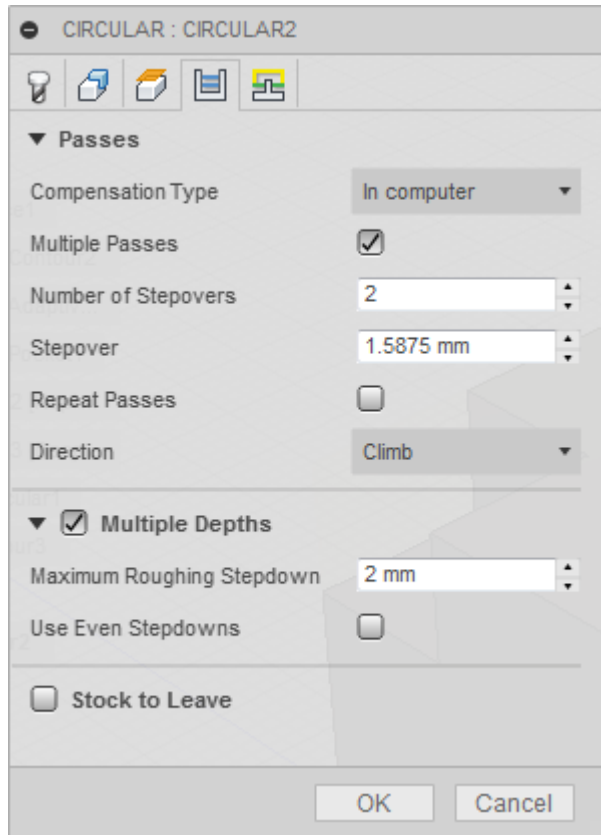 CIRCULAR : CIRCULAR2
Passes
Compensation Type In computer
Multiple Passes
Number of Stepovers 2
Stepover 1.5875 mm
Repeat Passes
Direction Climb
Multiple Depths
Maximum Roughing Stepdown 2 mm
Use Even Stepdowns
Stock to Leave
OK Cancel